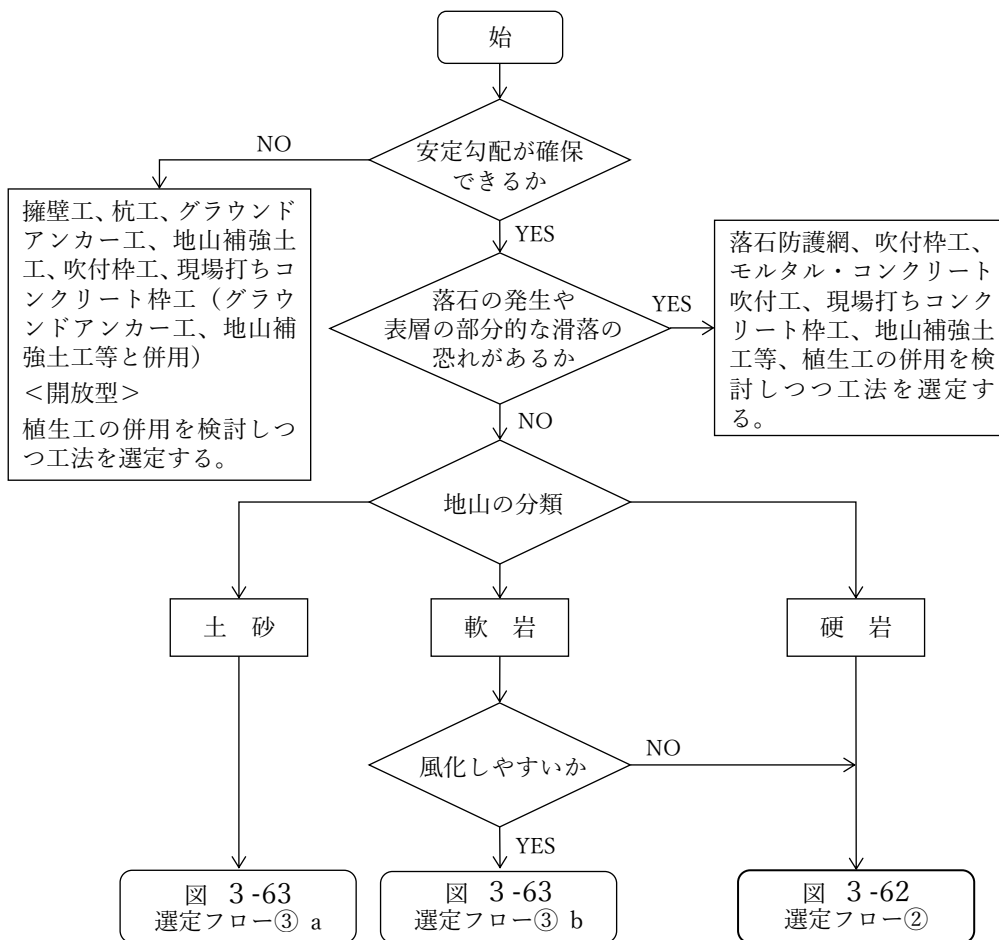 始
安定勾配が確保
できるか
NO
擁壁工、杭工、グラウンド
アンカー工、地山補強土
工、吹付枠工、現場打ちコ
ンクリート枠工（グラウ
ンドアンカー工、地山補
強土工等と併用）
＜開放型＞
植生工の併用を検討しつ
つ工法を選定する。
YES
落石の発生や
表層の部分的な滑落の
恐れがあるか
YES
落石防護網、吹付枠工、
モルタル・コンクリート
吹付工、現場打ちコンク
リート枠工、地山補強土
工等、植生工の併用を検
討しつつ工法を選定す
る。
NO
地山の分類
土　砂
軟　岩
硬　岩
風化しやすいか
NO
YES
図　３-63
選定フロー③ a
図　３-63
選定フロー③ b
図　３-62
選定フロー②